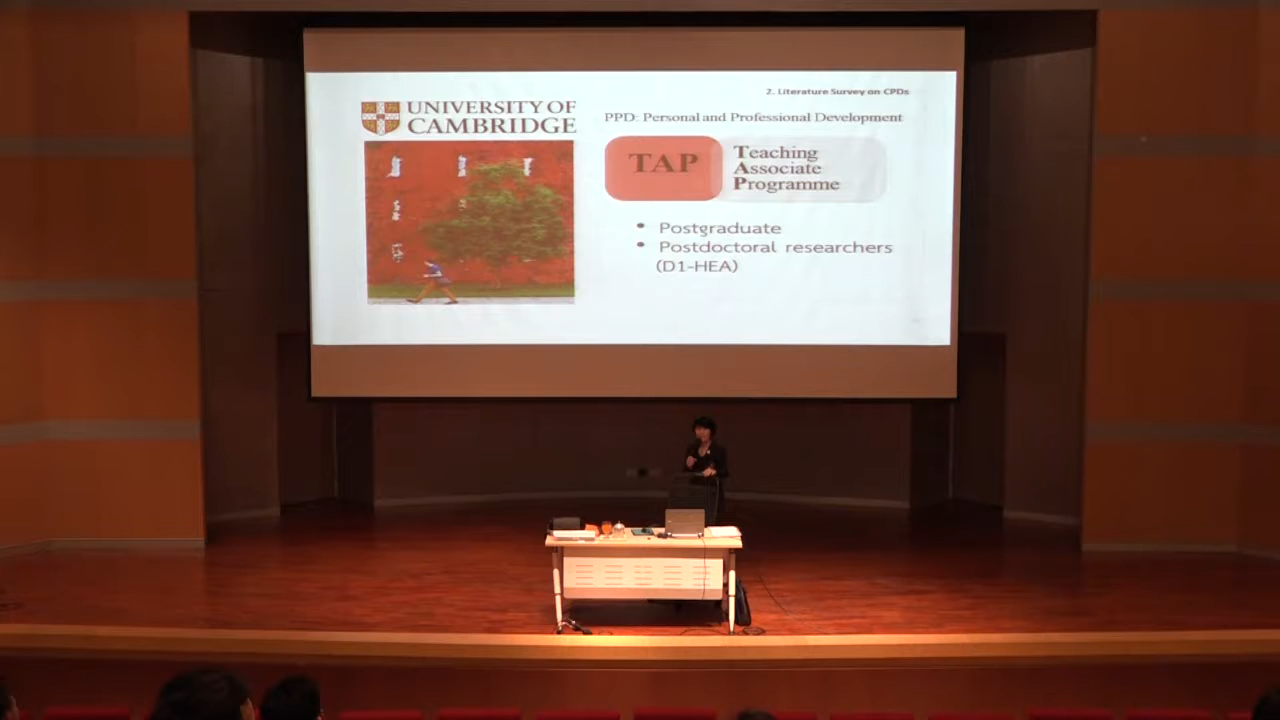 2. Literature Survey on CPDs
UNIVERSITY OF
CAMBRIDGE
PPD: Personal and Professional Development
TAP
Teaching
Associate
Programme
• Postgraduate
• Postdoctoral researchers
(D1-HEA)